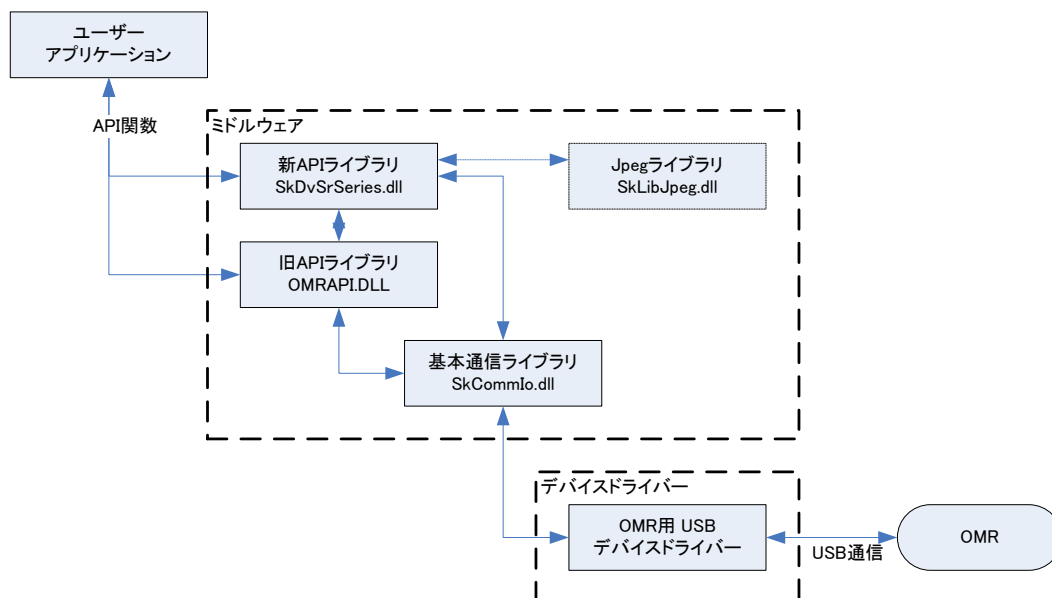 ユーザー
アプリケーション
API関数
ミドルウェア
新APIライブラリ
SkDvSrSeries.dll
Jpegライブラリ
SkLibJpeg.dll
旧APIライブラリ
OMRAPI.DLL
基本通信ライブラリ
SkCommIo.dll
デバイスドライバー
OMR用 USB
デバイスドライバー
USB通信
OMR